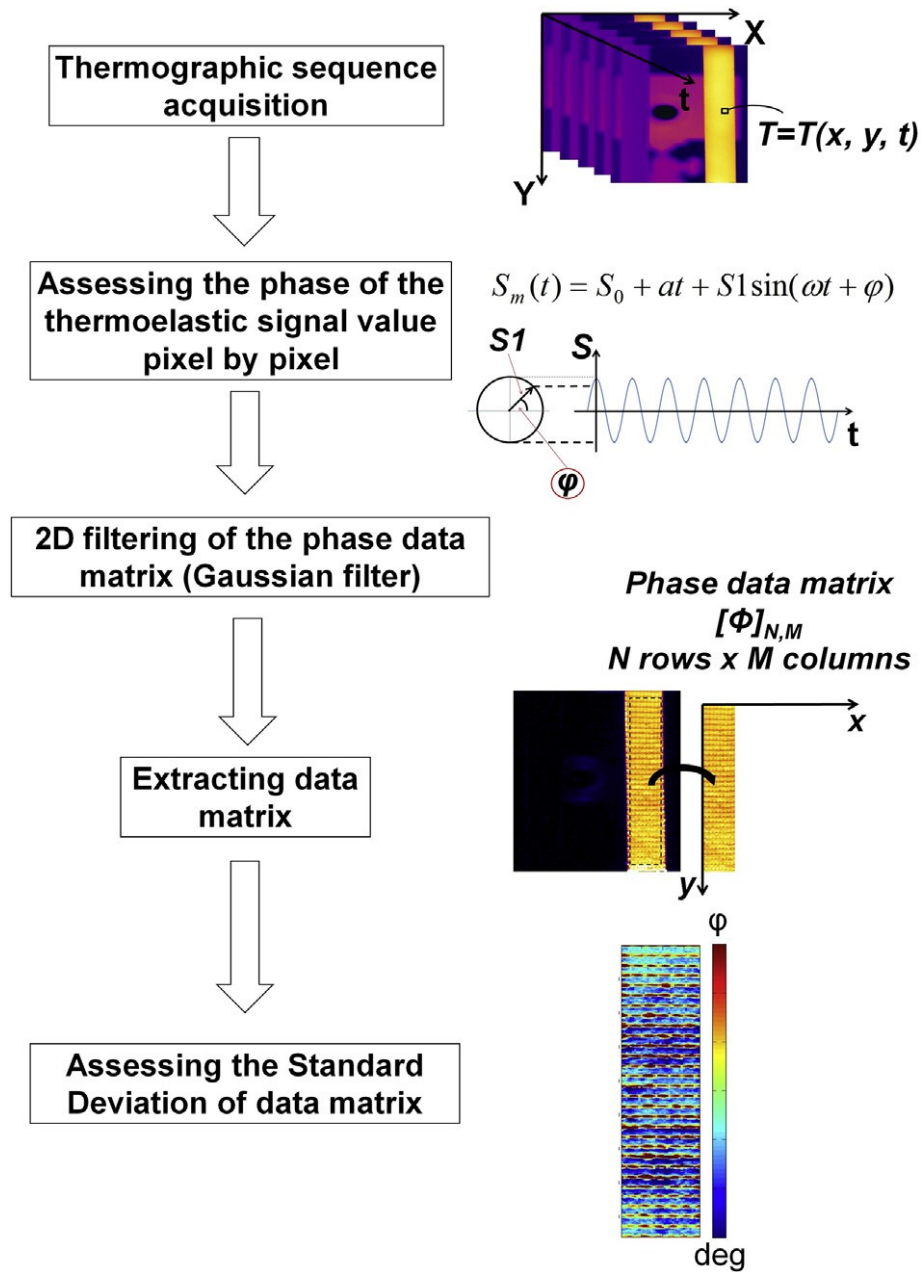 Thermographic sequence
acquisition
X
t
T=T(x, y, t)
Y
Assessing the phase of the
thermoelastic signal value
pixel by pixel
S_m(t) = S_0 + at + S1sin(ωt + φ)
S1
S
t
φ
2D filtering of the phase data
matrix (Gaussian filter)
Phase data matrix
[Φ]_{N,M}
N rows x M columns
x
y
Extracting data
matrix
φ
deg
Assessing the Standard
Deviation of data matrix